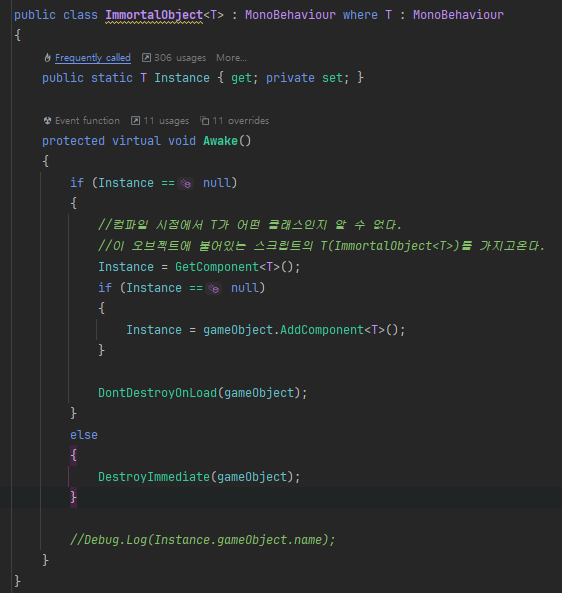 public class ImmortalObject<T> : MonoBehaviour where T : MonoBehaviour
{
Frequently called 306 usages More...
public static T Instance { get; private set; }
Event function 11 usages 11 overrides
protected virtual void Awake()
{
if (Instance == null)
{
//컴파일 시점에서 T가 어떤 클래스인지 알 수 없다.
//이 오브젝트에 붙어있는 스크립트의 T(ImmortalObject<T>)를 가지고온다.
Instance = GetComponent<T>();
if (Instance == null)
{
Instance = gameObject.AddComponent<T>();
}
DontDestroyOnLoad(gameObject);
}
else
{
DestroyImmediate(gameObject);
}
//Debug.Log(Instance.gameObject.name);
}
}